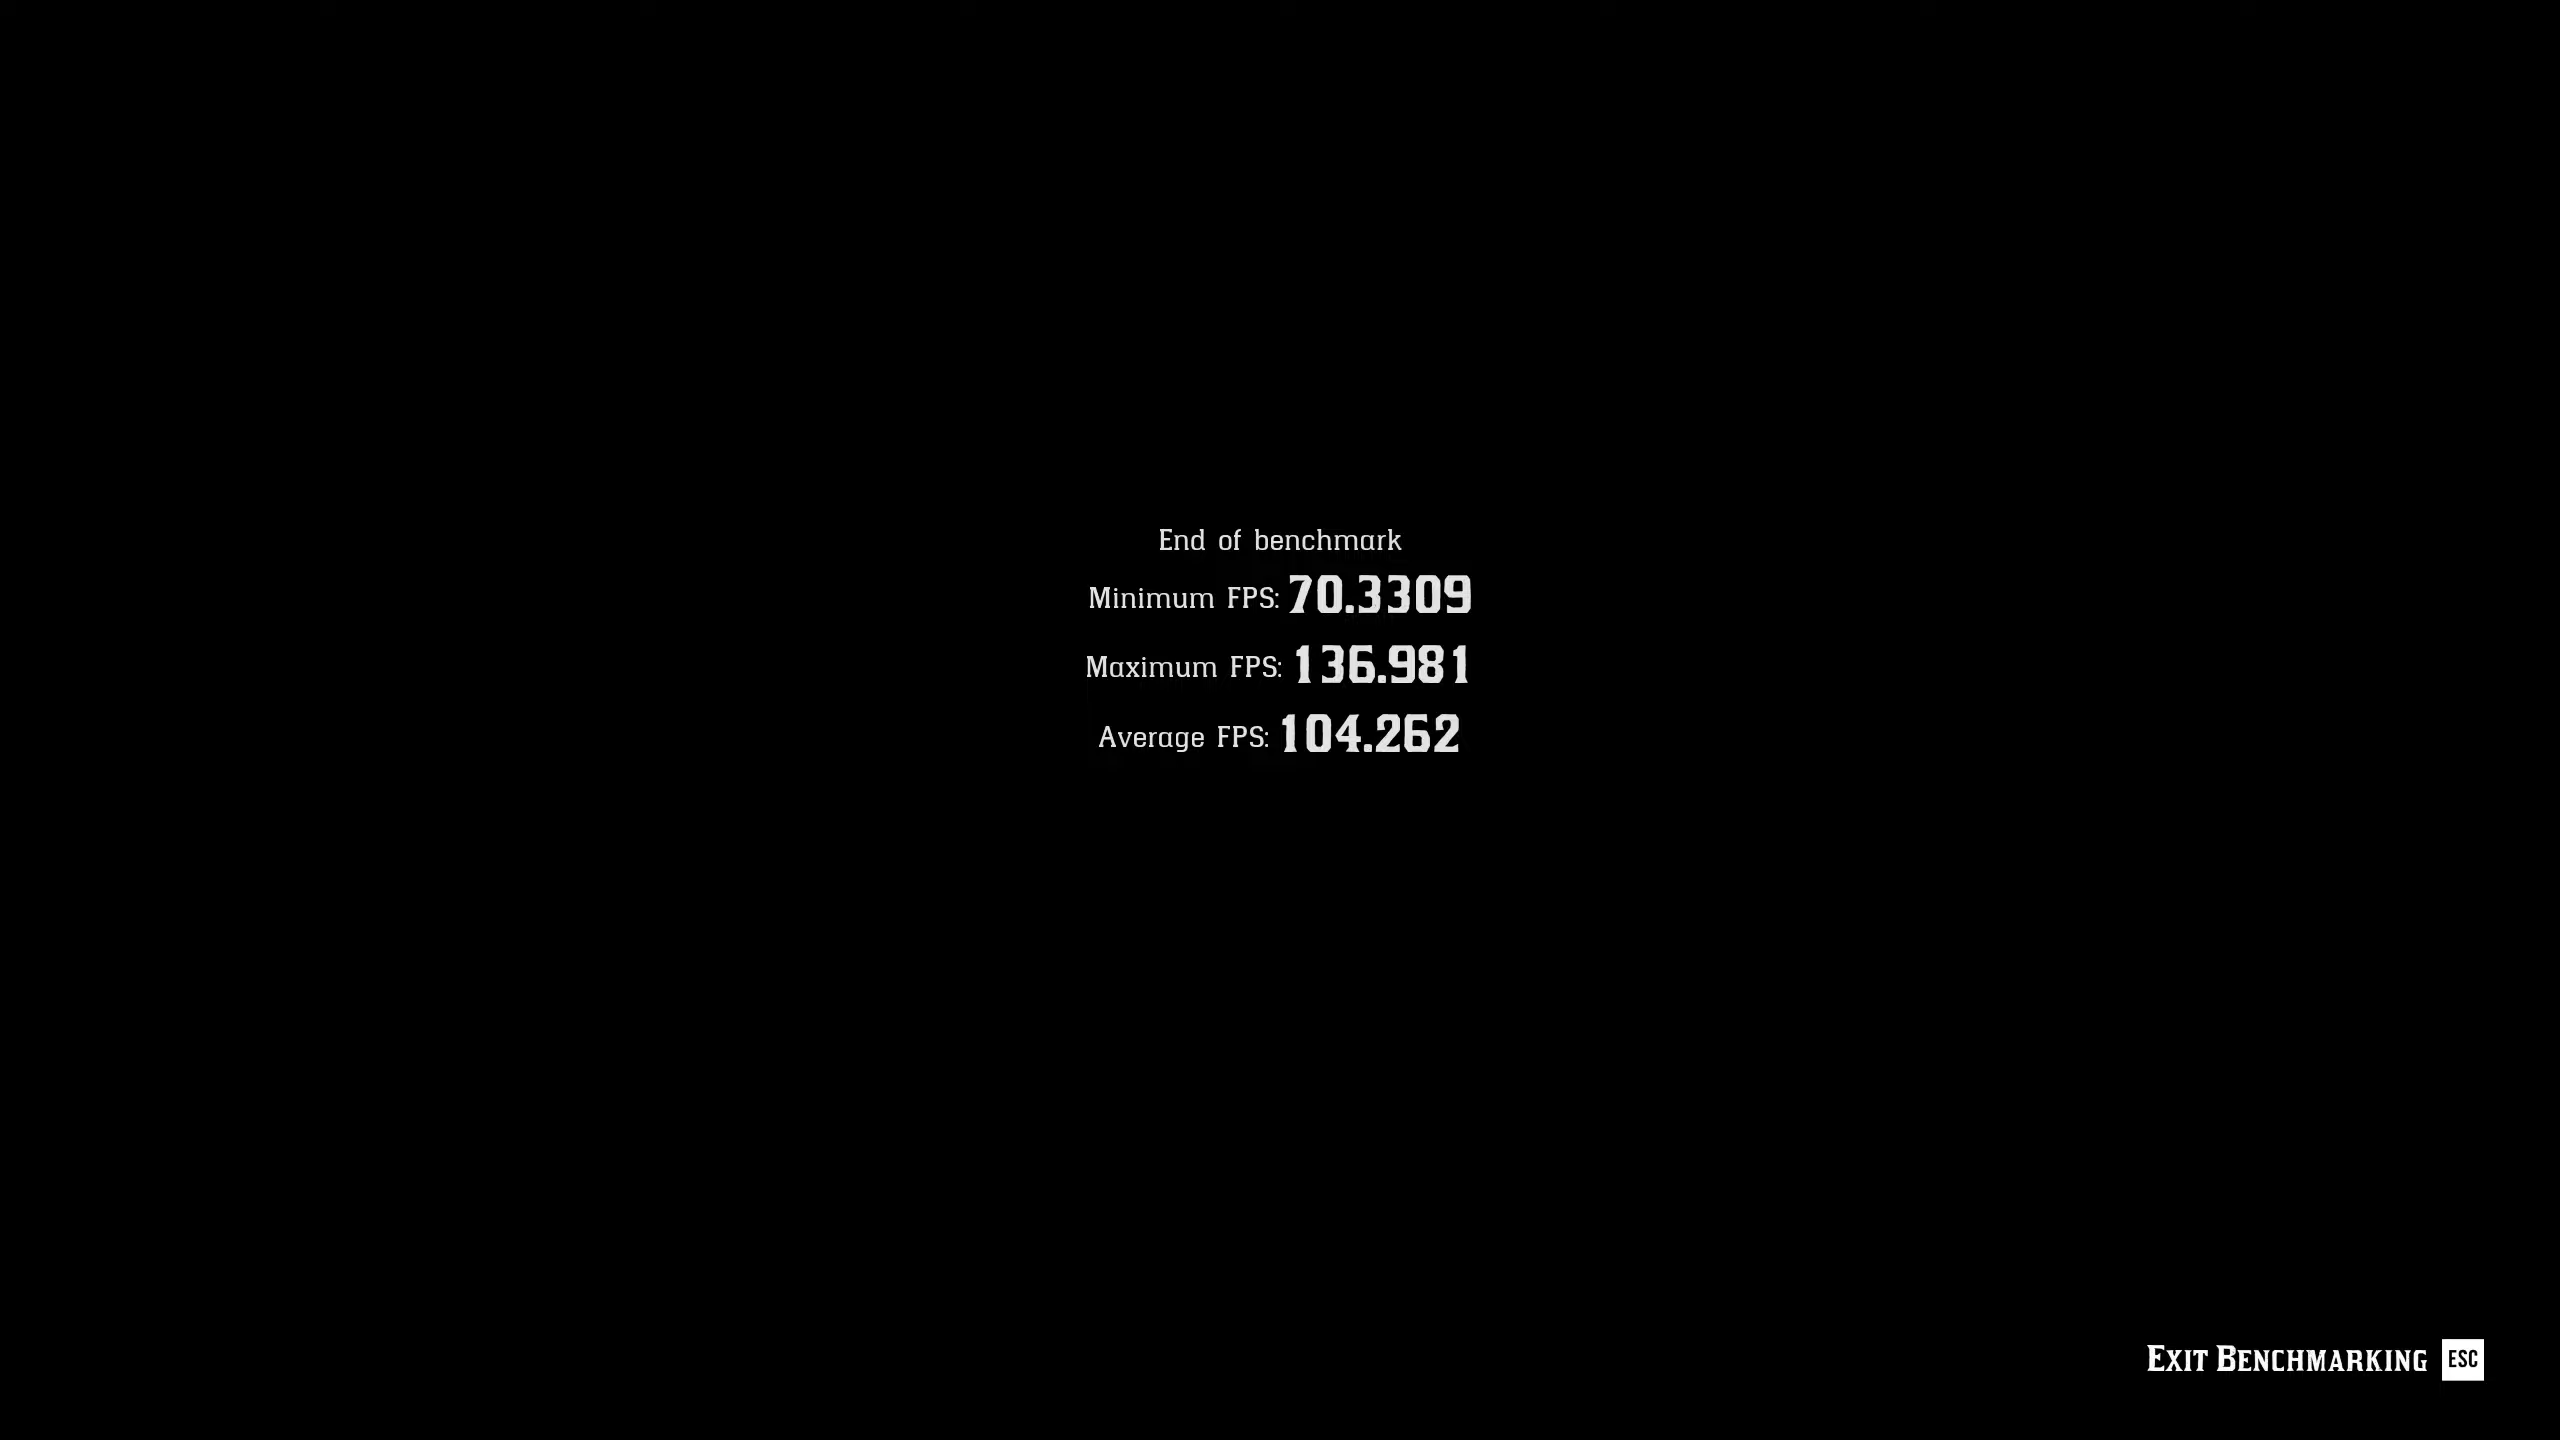 End of benchmark
Minimum FPS: 70.3309
Maximum FPS: 136.981
Average FPS: 104.262
Exit Benchmarking ESC